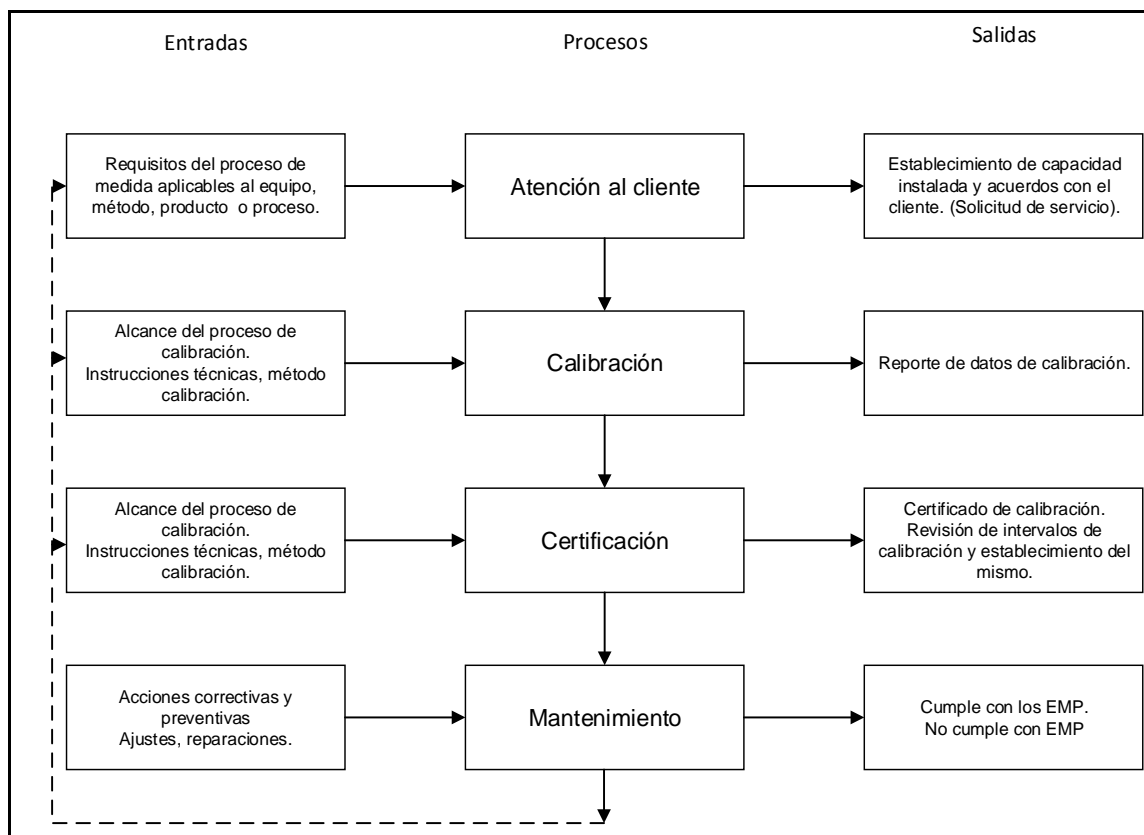 Entradas
Procesos
Salidas
Requisitos del proceso de
medida aplicables al equipo,
método, producto o proceso.
Atención al cliente
Establecimiento de capacidad
instalada y acuerdos con el
cliente. (Solicitud de servicio).
Alcance del proceso de
calibración.
Instrucciones técnicas, método
calibración.
Calibración
Reporte de datos de calibración.
Alcance del proceso de
calibración.
Instrucciones técnicas, método
calibración.
Certificación
Certificado de calibración.
Revisión de intervalos de
calibración y establecimiento del
mismo.
Acciones correctivas y
preventivas
Ajustes, reparaciones.
Mantenimiento
Cumple con los EMP.
No cumple con EMP